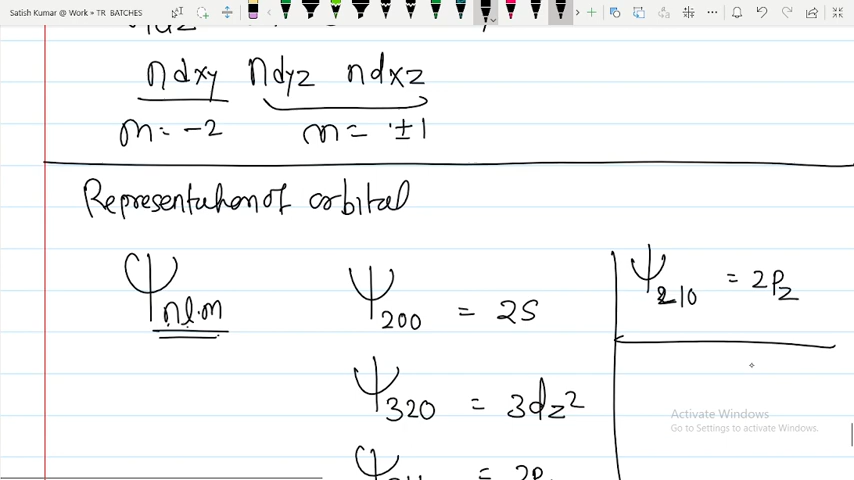 Satish Kumar @ Work » TR BATCHES
ndxy ndyz ndxz
m = -2 m = ±1
Representation of orbital
Ψn.l.m
Ψ200 = 2S
Ψ210 = 2Pz
Ψ320 = 3dz²
Activate Windows
Go to Settings to activate Windows.